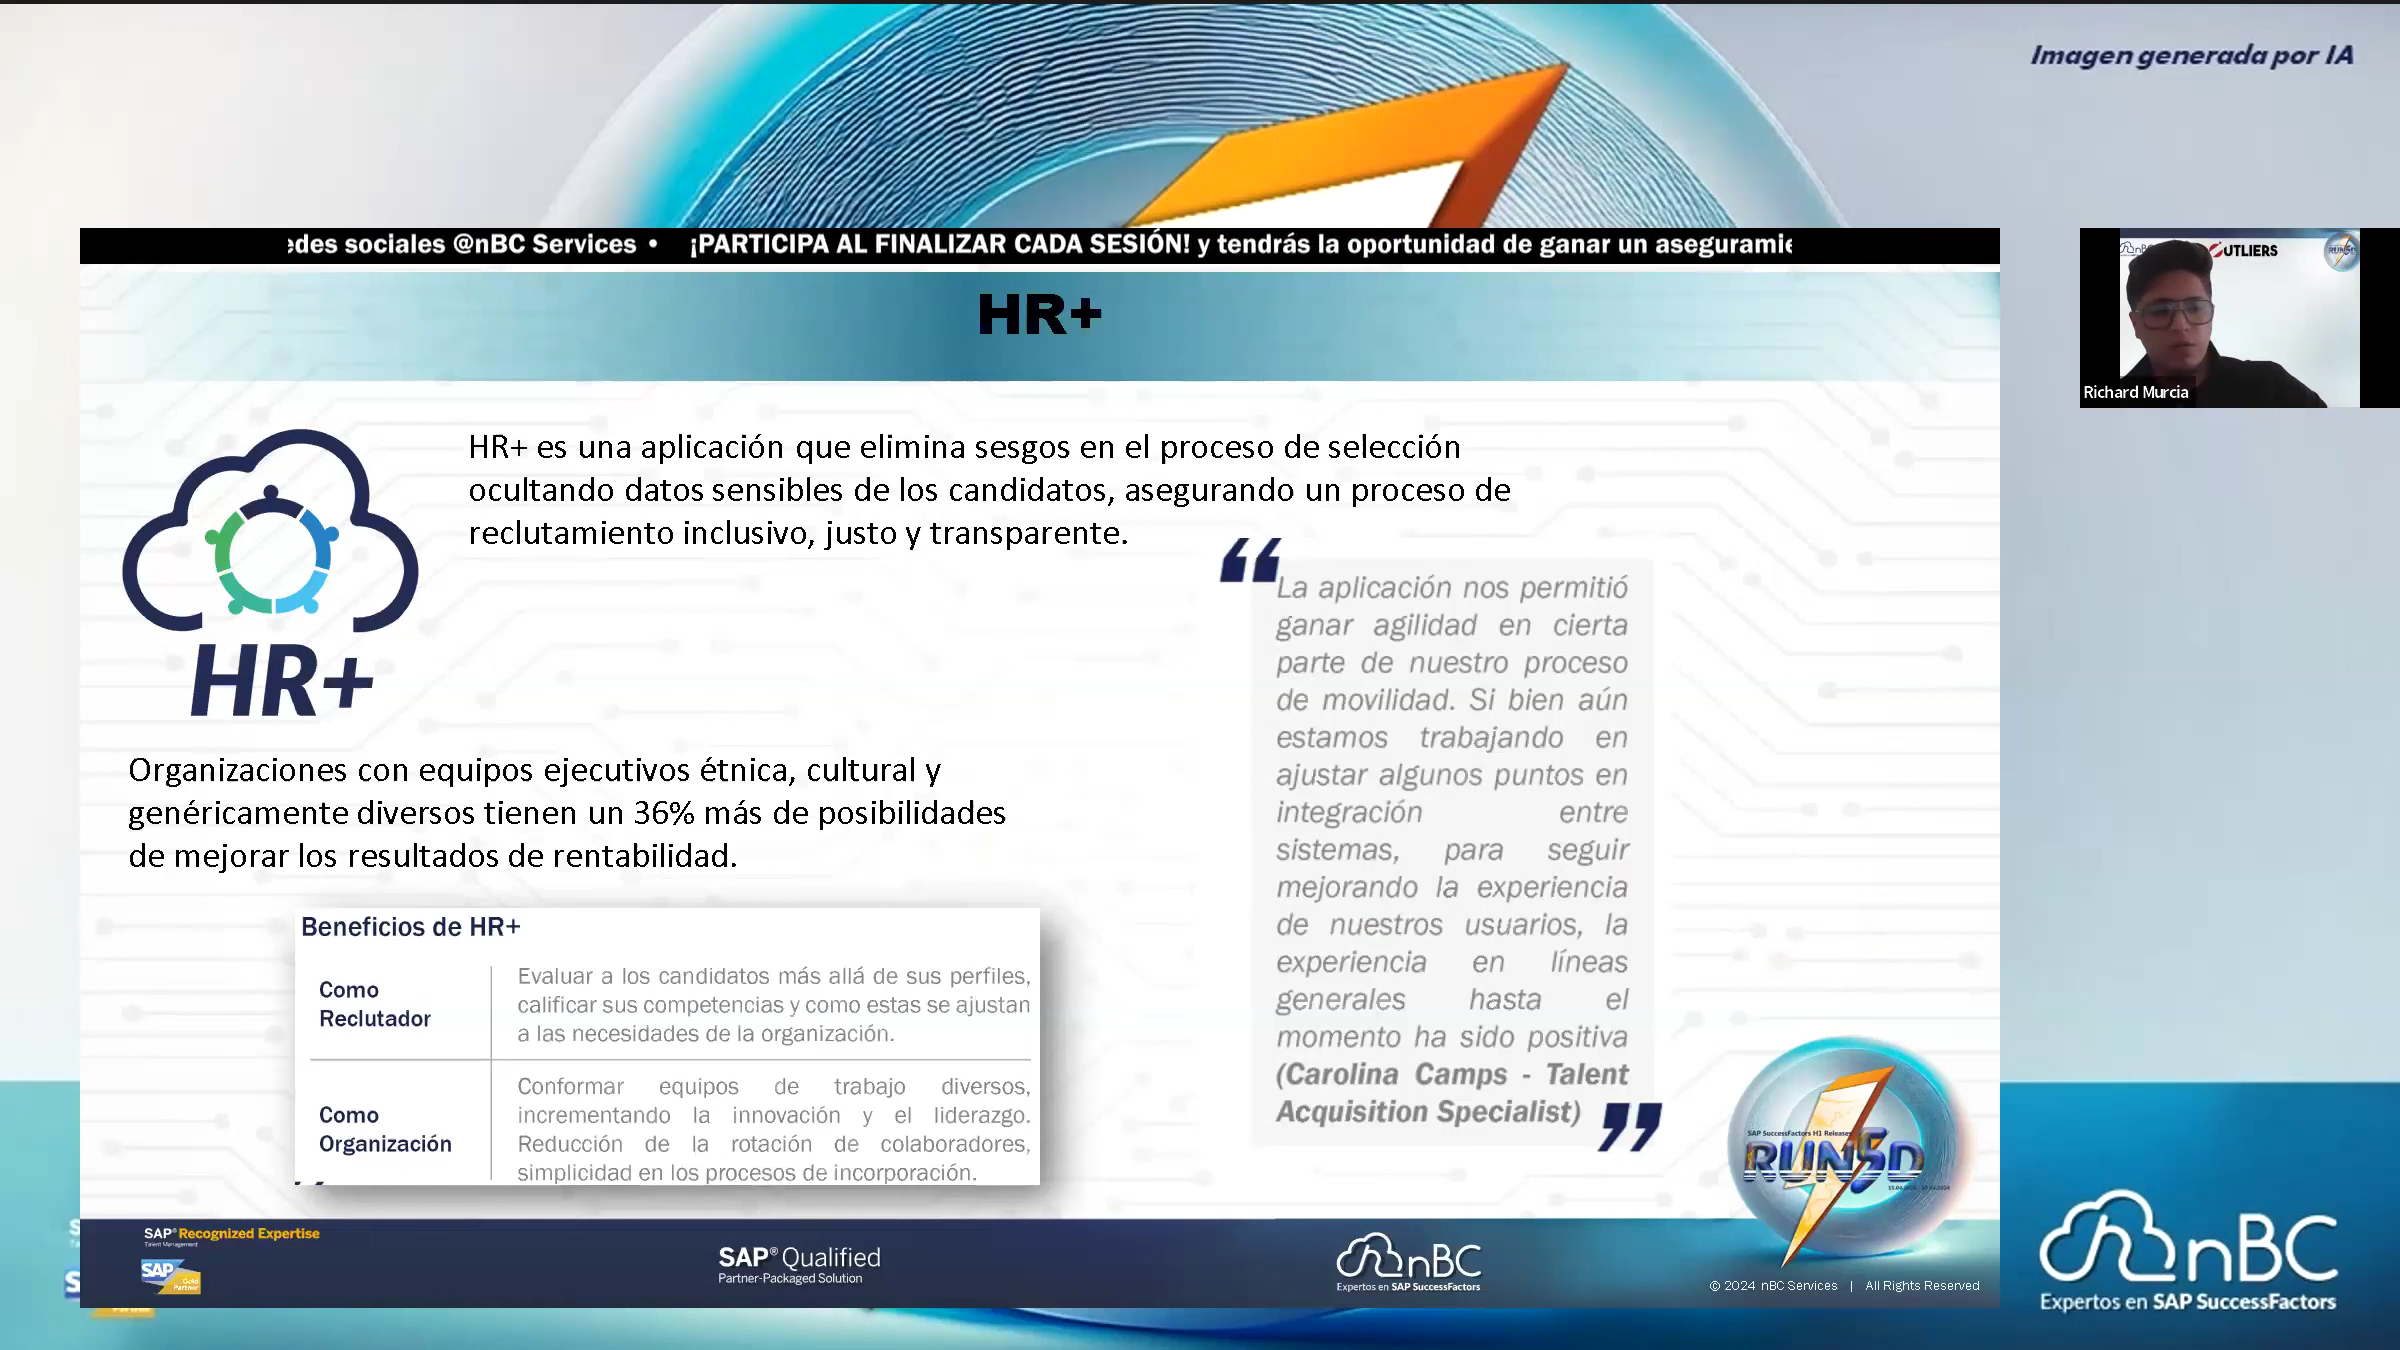 Imagen generada por IA
edes sociales @nBC Services • ¡PARTICIPA AL FINALIZAR CADA SESIÓN! y tendrás la oportunidad de ganar un aseguramie
UTLIERS
Richard Murcia
HR+
HR+ es una aplicación que elimina sesgos en el proceso de selección
ocultando datos sensibles de los candidatos, asegurando un proceso de
reclutamiento inclusivo, justo y transparente.
HR+
Organizaciones con equipos ejecutivos étnica, cultural y
genéricamente diversos tienen un 36% más de posibilidades
de mejorar los resultados de rentabilidad.
“La aplicación nos permitió
ganar agilidad en cierta
parte de nuestro proceso
de movilidad. Si bien aún
estamos trabajando en
ajustar algunos puntos en
integración entre
sistemas, para seguir
mejorando la experiencia
de nuestros usuarios, la
experiencia en líneas
generales hasta el
momento ha sido positiva
(Carolina Camps - Talent
Acquisition Specialist) ”
Beneficios de HR+
Como
Reclutador
Evaluar a los candidatos más allá de sus perfiles,
calificar sus competencias y como estas se ajustan
a las necesidades de la organización.
Como
Organización
Conformar equipos de trabajo diversos,
incrementando la innovación y el liderazgo.
Reducción de la rotación de colaboradores,
simplicidad en los procesos de incorporación.
SAP SuccessFactors H1 Release
RUN5D
SAP® Recognized Expertise
Talent Management
SAP Gold
Partner
SAP® Qualified
Partner-Packaged Solution
nBC
Expertos en SAP SuccessFactors
© 2024 nBC Services | All Rights Reserved
nBC
Expertos en SAP SuccessFactors